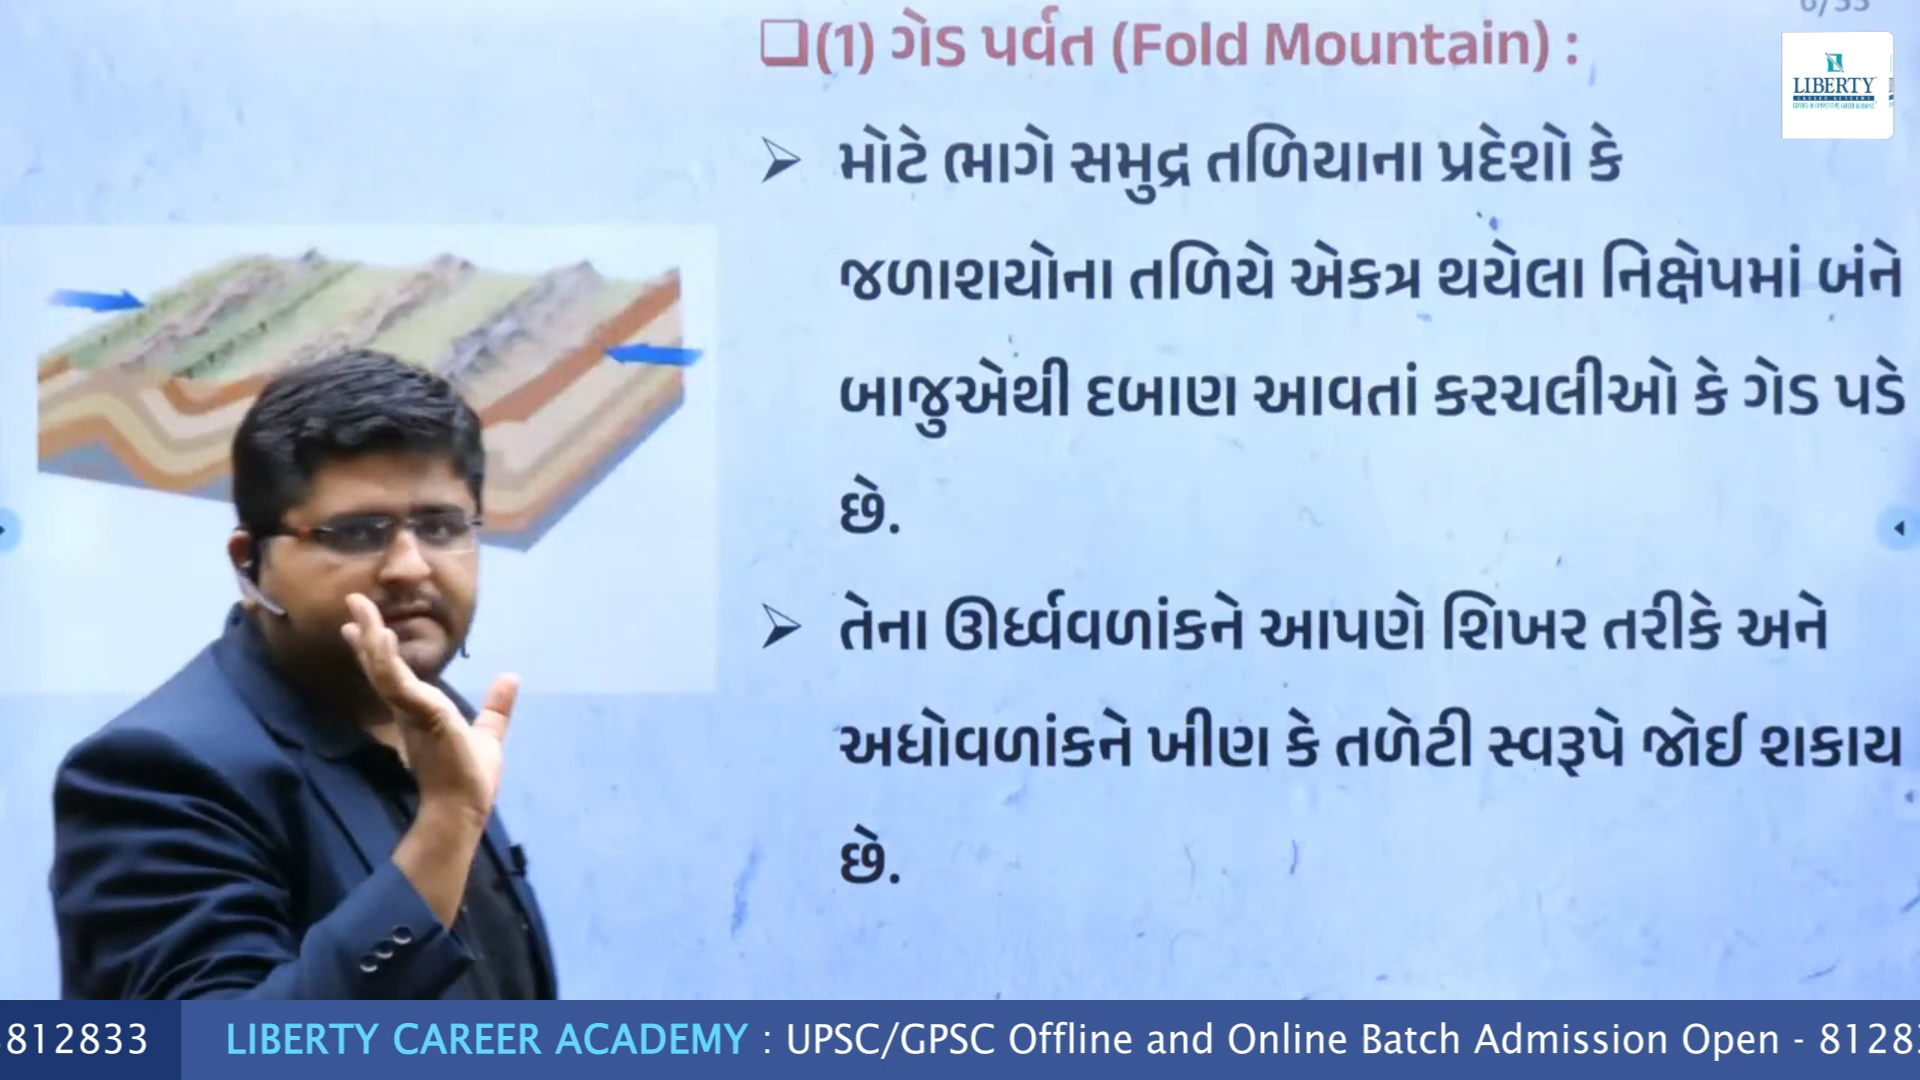 ❑(1) ગેડ પર્વત (Fold Mountain) :
LIBERTY
➢ મોટે ભાગે સમુદ્ર તળિયાના પ્રદેશો કે
જળાશયોના તળિયે એકત્ર થયેલા નિક્ષેપમાં બંને
બાજુએથી દબાણ આવતાં કરચલીઓ કે ગેડ પડે
છે.
➢ તેના ઊર્ધ્વવળાંકને આપણે શિખર તરીકે અને
અધોવળાંકને ખીણ કે તળેટી સ્વરૂપે જોઈ શકાય
છે.
812833 LIBERTY CAREER ACADEMY : UPSC/GPSC Offline and Online Batch Admission Open - 8128